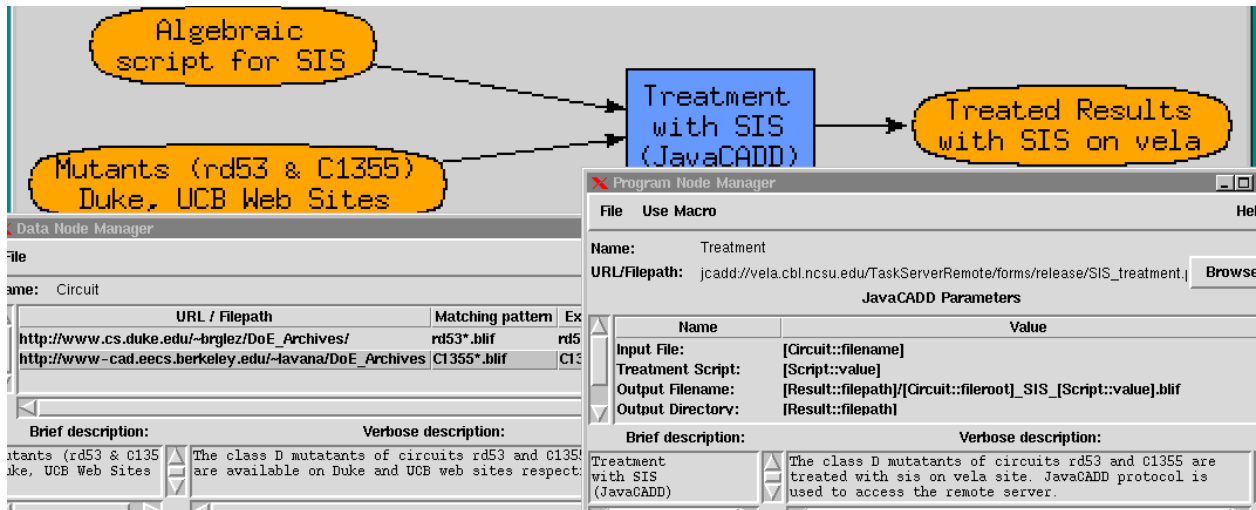 Algebraic
script for SIS
Mutants (rd53 & C1355)
Duke, UCB Web Sites
Treatment
with SIS
(JavaCADD)
Treated Results
with SIS on vela
Data Node Manager
File
ame: Circuit
URL / Filepath Matching pattern Ex
http://www.cs.duke.edu/~brglez/DoE_Archives/ rd53*.blif rd5
http://www-cad.eecs.berkeley.edu/~lavana/DoE_Archives C1355*.blif C13
Brief description: Verbose description:
utants (rd53 & C135
uke, UCB Web Sites
The class D mutants of circuits rd53 and C135
are available on Duke and UCB web sites respect
Program Node Manager
File Use Macro Hel
Name: Treatment
URL/Filepath: jcadd://vela.cbl.ncsu.edu/TaskServerRemote/forms/release/SIS_treatment.p Browse
JavaCADD Parameters
Name Value
Input File: [Circuit::filename]
Treatment Script: [Script::value]
Output Filename: [Result::filepath]/[Circuit::fileroot]_SIS_[Script::value].blif
Output Directory: [Result::filepath]
Brief description: Verbose description:
Treatment
with SIS
(JavaCADD)
The class D mutatants of circuits rd53 and C1355 are
treated with sis on vela site. JavaCADD protocol is
used to access the remote server.